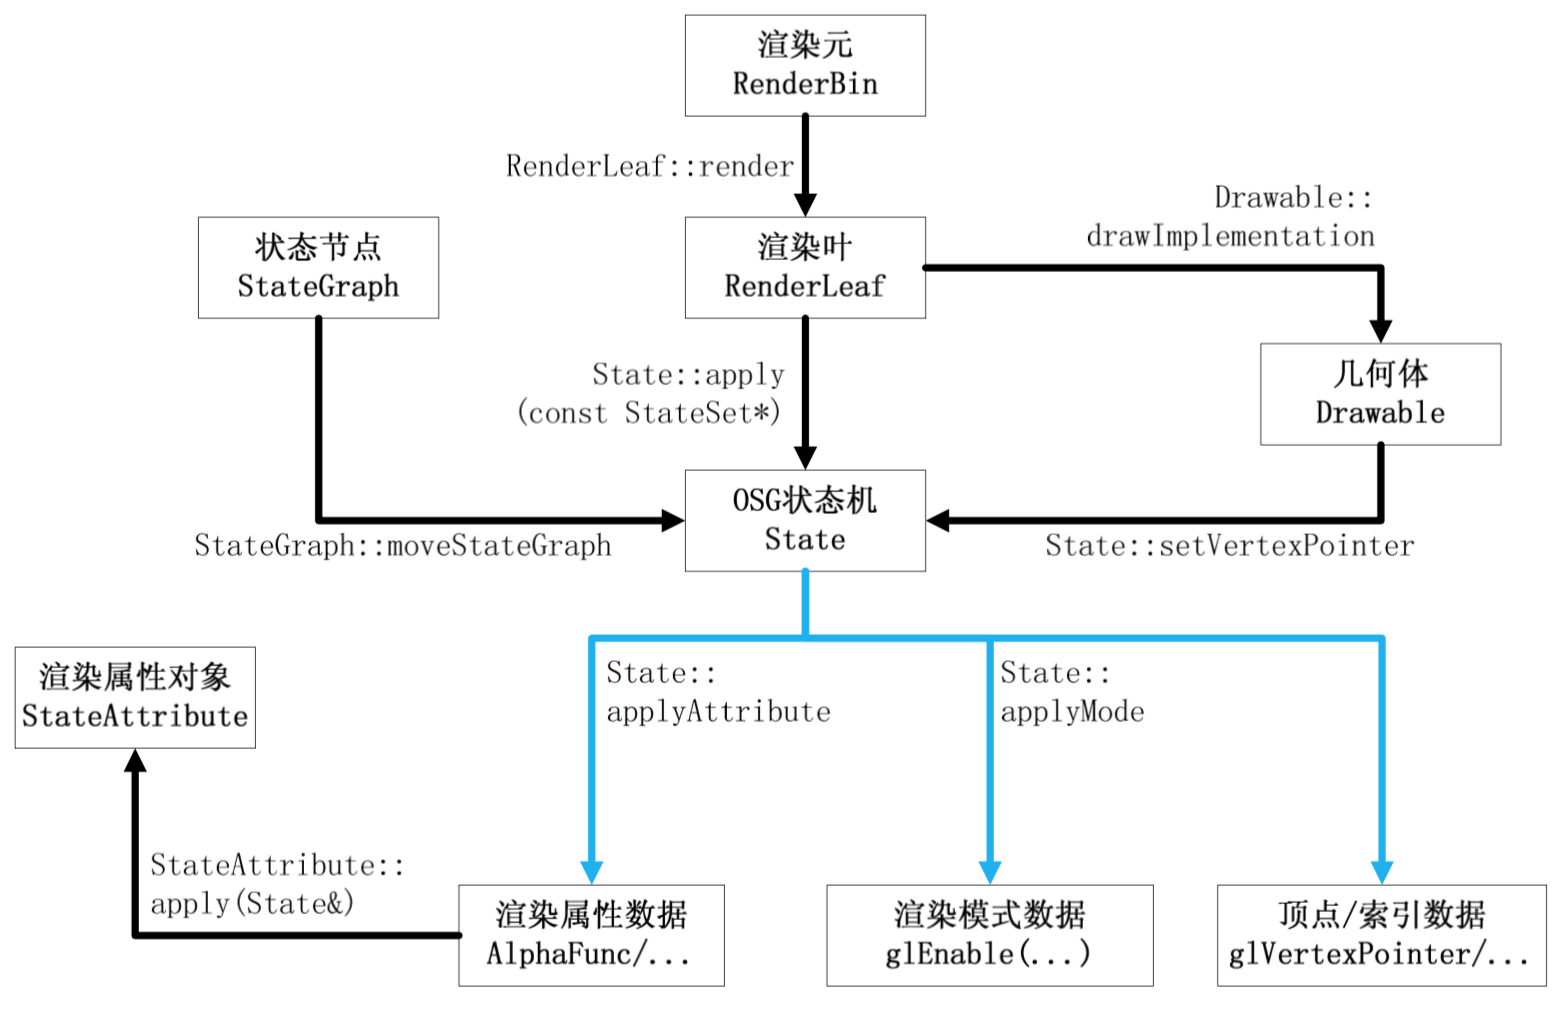 渲染元
RenderBin
RenderLeaf::render
Drawable::
drawImplementation
状态节点
StateGraph
渲染叶
RenderLeaf
几何体
Drawable
State::apply
(const StateSet*)
OSG状态机
State
StateGraph::moveStateGraph
State::setVertexPointer
渲染属性对象
StateAttribute
State::
applyAttribute
State::
applyMode
StateAttribute::
apply(State&)
渲染属性数据
AlphaFunc/...
渲染模式数据
glEnable(...)
顶点/索引数据
glVertexPointer/...